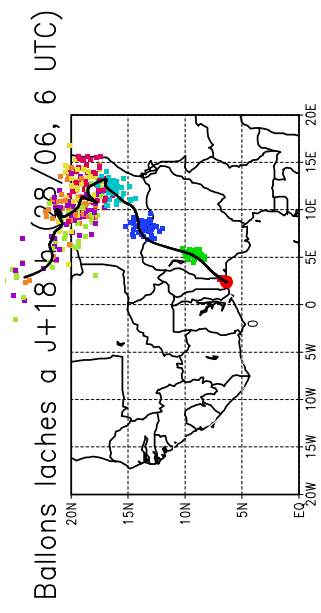 Ballons laches a J+18 h (28/06, 6 UTC)
20N
15N
10N
5N
0
EQ
20W 15W 10W 5W 0 5E 10E 15E 20E